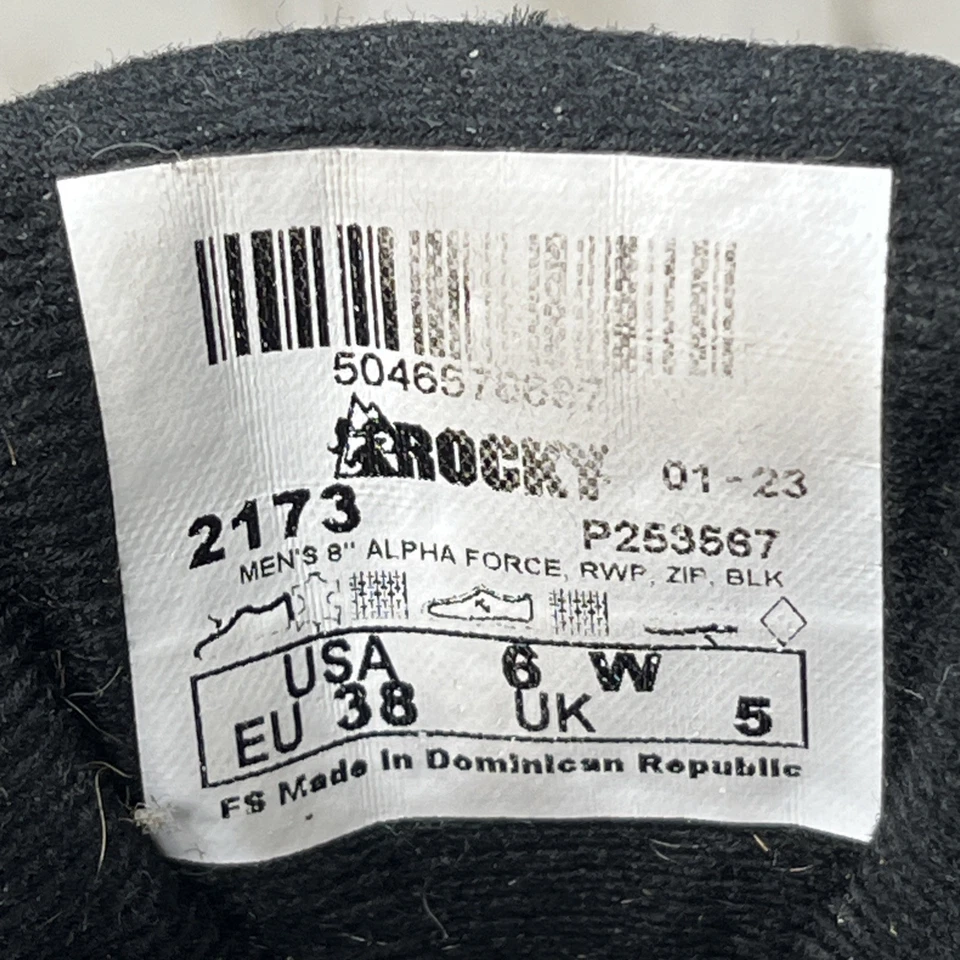 ROCKY 01-23
2173 P253567
MEN'S 8" ALPHA FORCE, RWP, ZIP, BLK
USA 6 W
EU 38 UK 5
FS Made in Dominican Republic